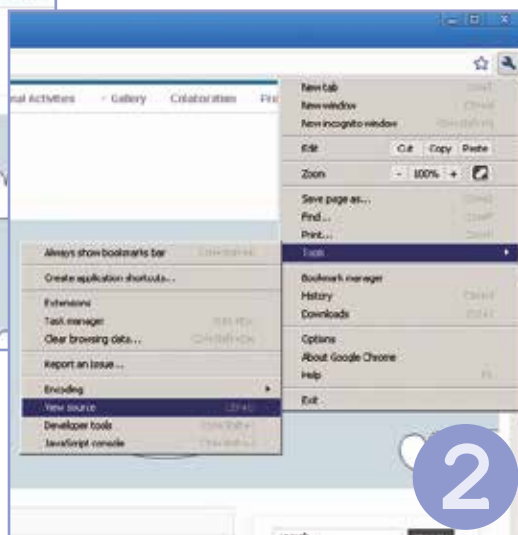 nal Activities - Gallery Colaboration
New tab
New window
New incognito window
Edit Cut Copy Paste
Zoom - 100% +
Save page as...
Find...
Print...
Tools
Bookmark manager
History
Downloads
Options
About Google Chrome
Help
Exit
Always show bookmarks bar
Create application shortcuts...
Extensions
Task manager
Clear browsing data...
Report an issue...
Encoding
View source
Developer tools
JavaScript console
2